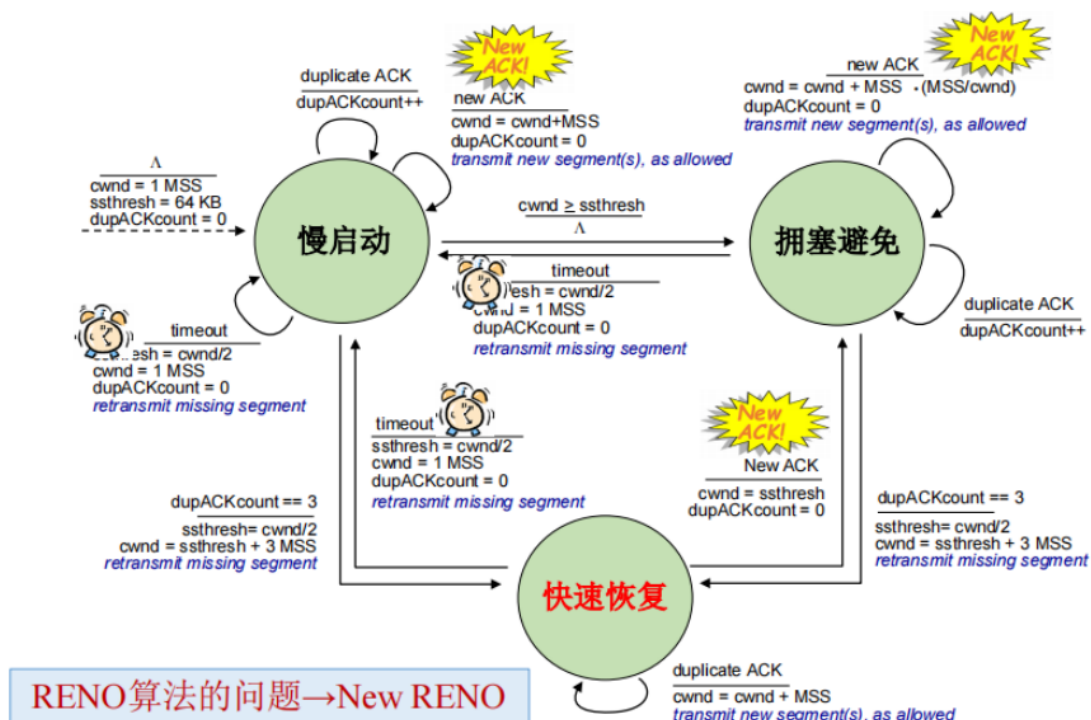 New
ACK!
duplicate ACK
dupACKcount++
new ACK
cwnd = cwnd+MSS
dupACKcount = 0
transmit new segment(s), as allowed
New
ACK!
new ACK
cwnd = cwnd + MSS • (MSS/cwnd)
dupACKcount = 0
transmit new segment(s), as allowed
Λ
cwnd = 1 MSS
ssthresh = 64 KB
dupACKcount = 0
慢启动
cwnd ≥ ssthresh
Λ
拥塞避免
timeout
esh = cwnd/2
cwnd = 1 MSS
dupACKcount = 0
retransmit missing segment
timeout
ssthresh = cwnd/2
cwnd = 1 MSS
dupACKcount = 0
retransmit missing segment
duplicate ACK
dupACKcount++
timeout
ssthresh = cwnd/2
cwnd = 1 MSS
dupACKcount = 0
retransmit missing segment
New
ACK!
New ACK
cwnd = ssthresh
dupACKcount = 0
dupACKcount == 3
ssthresh= cwnd/2
cwnd = ssthresh + 3 MSS
retransmit missing segment
dupACKcount == 3
ssthresh= cwnd/2
cwnd = ssthresh + 3 MSS
retransmit missing segment
快速恢复
duplicate ACK
cwnd = cwnd + MSS
transmit new segment(s), as allowed
RENO算法的问题→New RENO